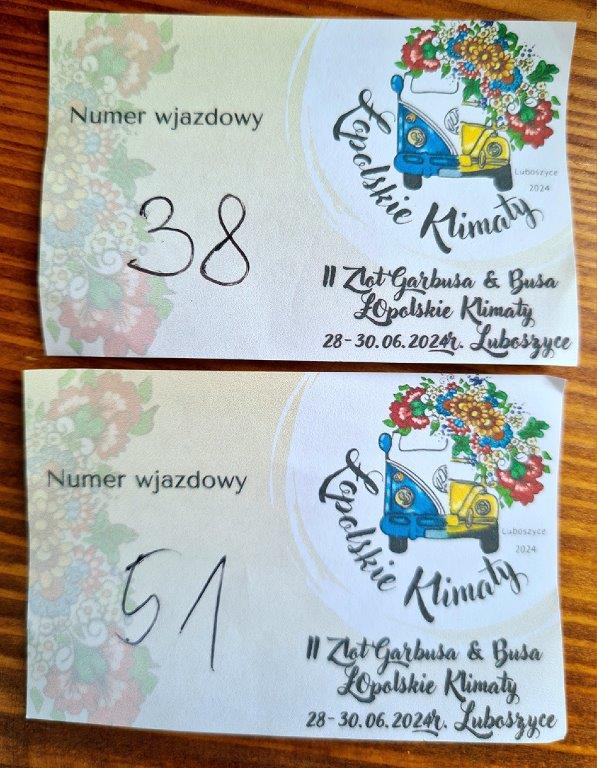 Numer wjazdowy
38
Łopolskie Klimaty
Luboszyce
2024
II Zlot Garbusa & Busa
ŁOpolskie Klimaty
28-30.06.2024r. Luboszyce
Numer wjazdowy
51
Łopolskie Klimaty
Luboszyce
2024
II Zlot Garbusa & Busa
ŁOpolskie Klimaty
28-30.06.2024r. Luboszyce